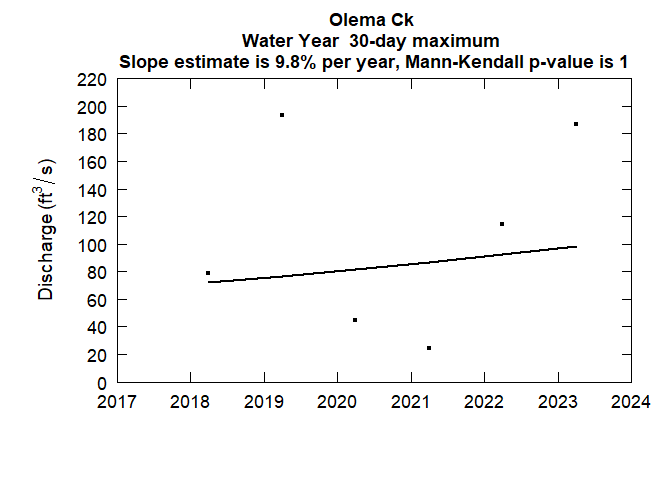 Olema Ck
Water Year  30-day maximum
Slope estimate is 9.8% per year, Mann-Kendall p-value is 1
220
200
180
160
140
120
100
80
60
40
20
0
Discharge (ft³/s)
2017 2018 2019 2020 2021 2022 2023 2024